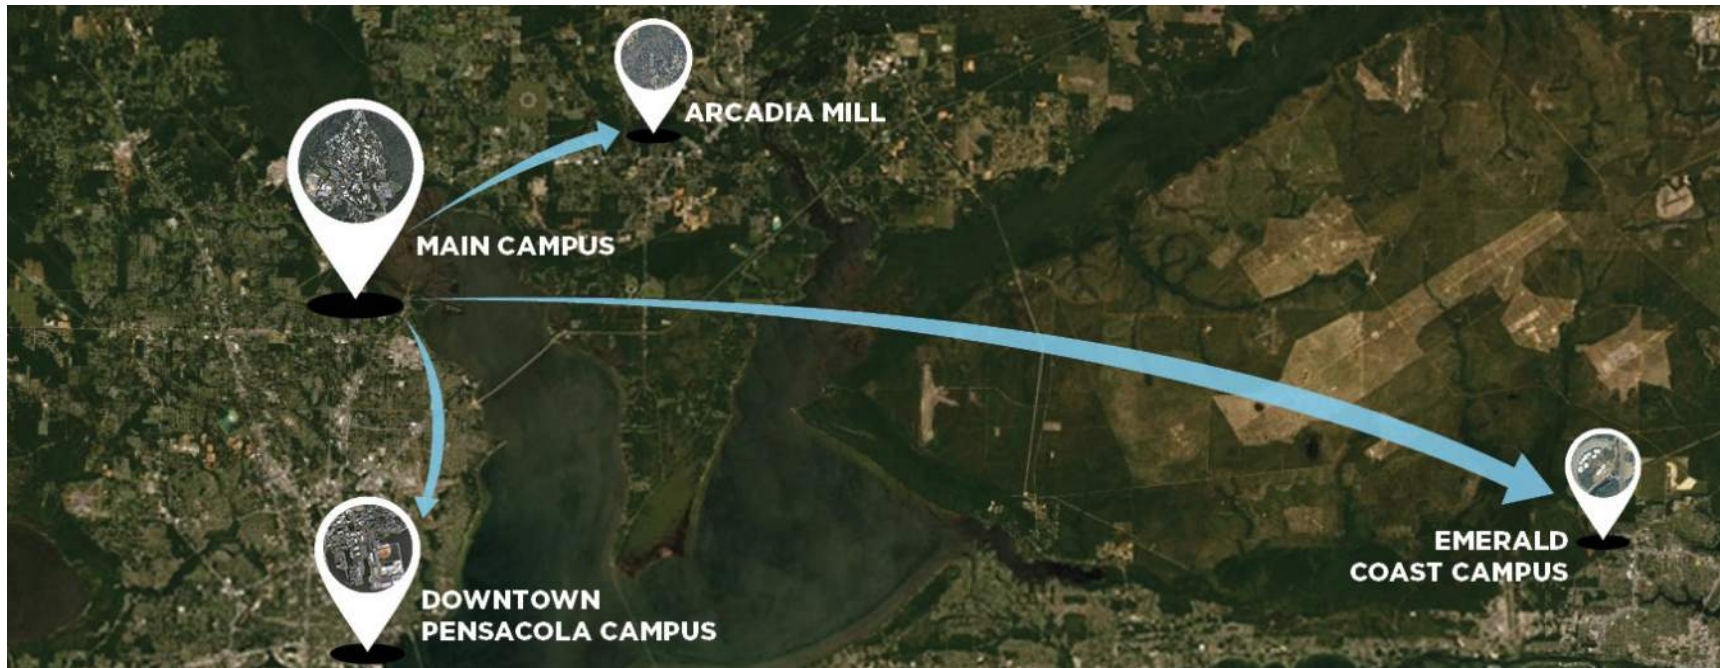 ARCADIA MILL
MAIN CAMPUS
EMERALD
COAST CAMPUS
DOWNTOWN
PENSACOLA CAMPUS